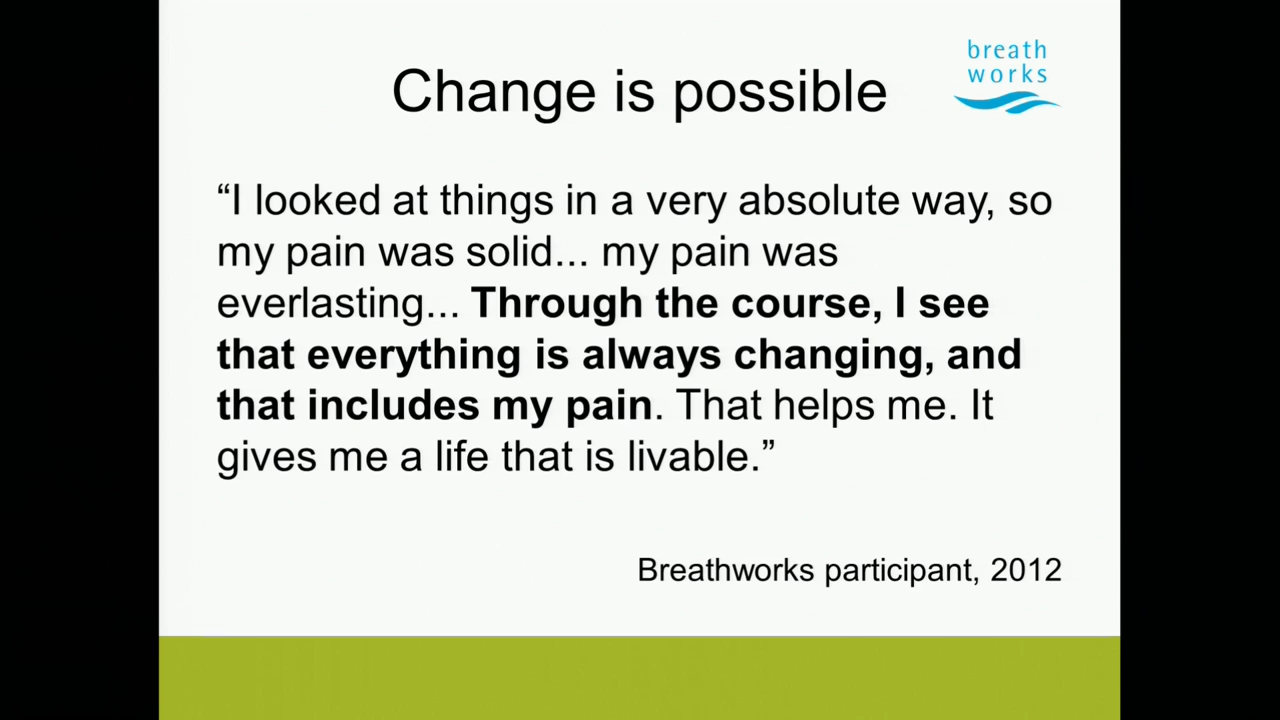 breath
works
Change is possible
“I looked at things in a very absolute way, so
my pain was solid... my pain was
everlasting... Through the course, I see
that everything is always changing, and
that includes my pain. That helps me. It
gives me a life that is livable.”
Breathworks participant, 2012